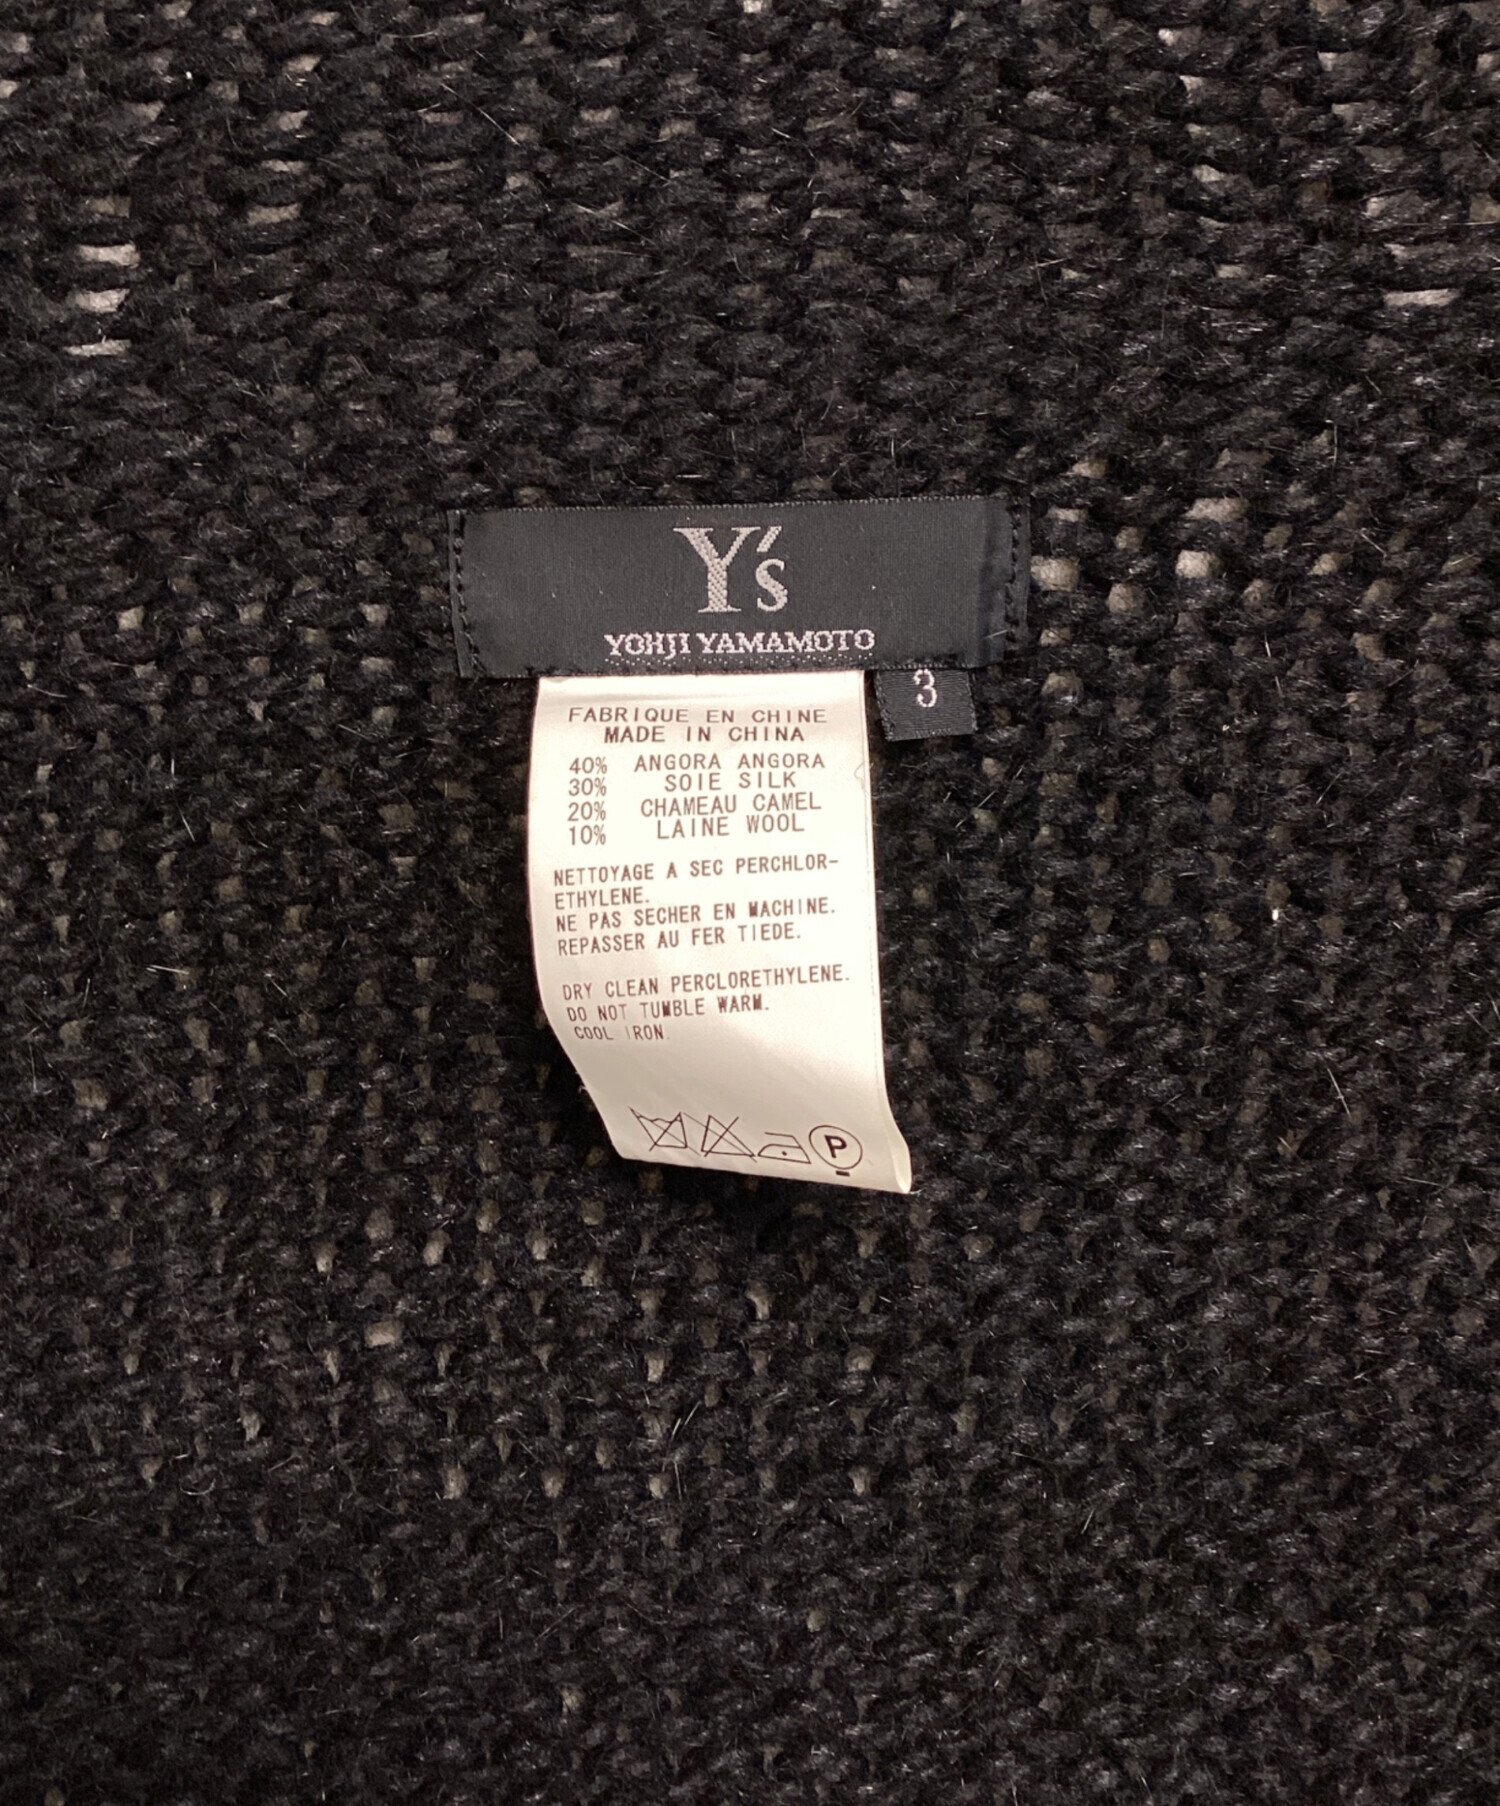 Y's
YOHJI YAMAMOTO
3
FABRIQUE EN CHINE
MADE IN CHINA
40% ANGORA ANGORA
30% SOIE SILK
20% CHAMEAU CAMEL
10% LAINE WOOL
NETTOYAGE A SEC PERCHLOR-
ETHYLENE.
NE PAS SECHER EN MACHINE.
REPASSER AU FER TIEDE.
DRY CLEAN PERCLORETHYLENE.
DO NOT TUMBLE WARM.
COOL IRON.
P